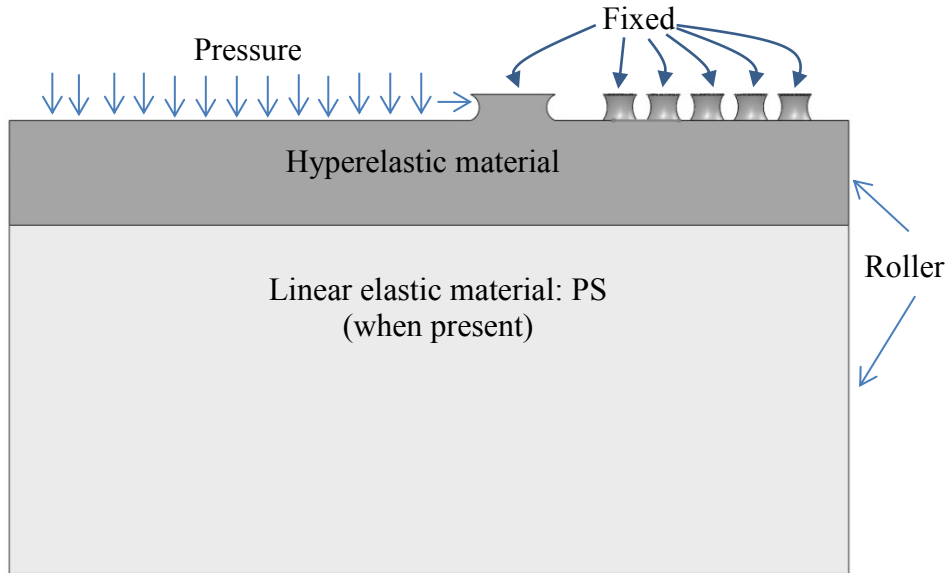 Fixed
Pressure
Hyperelastic material
Roller
Linear elastic material: PS
(when present)